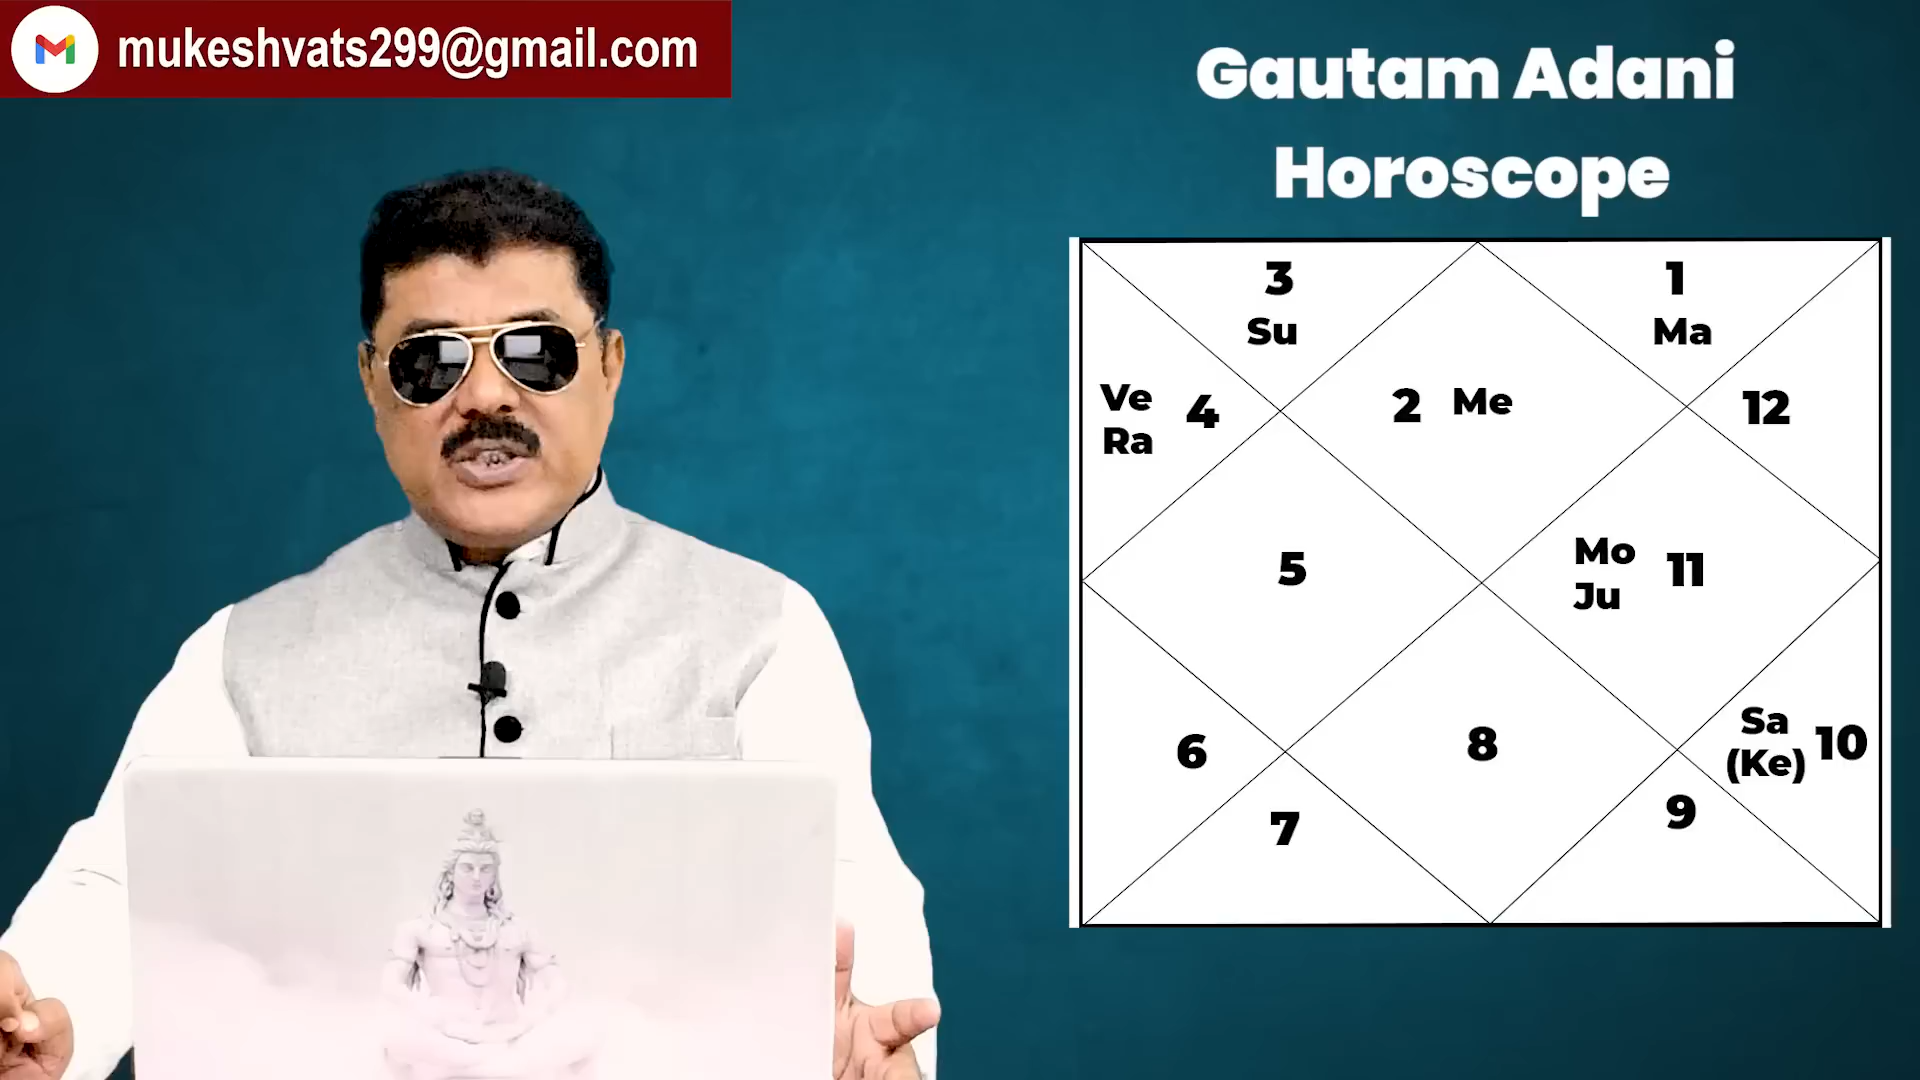 mukeshvats299@gmail.com
Gautam Adani
Horoscope
3
Su
1
Ma
Ve
Ra
4
2 Me
12
5
Mo
Ju
11
6
8
Sa
(Ke)
10
7
9